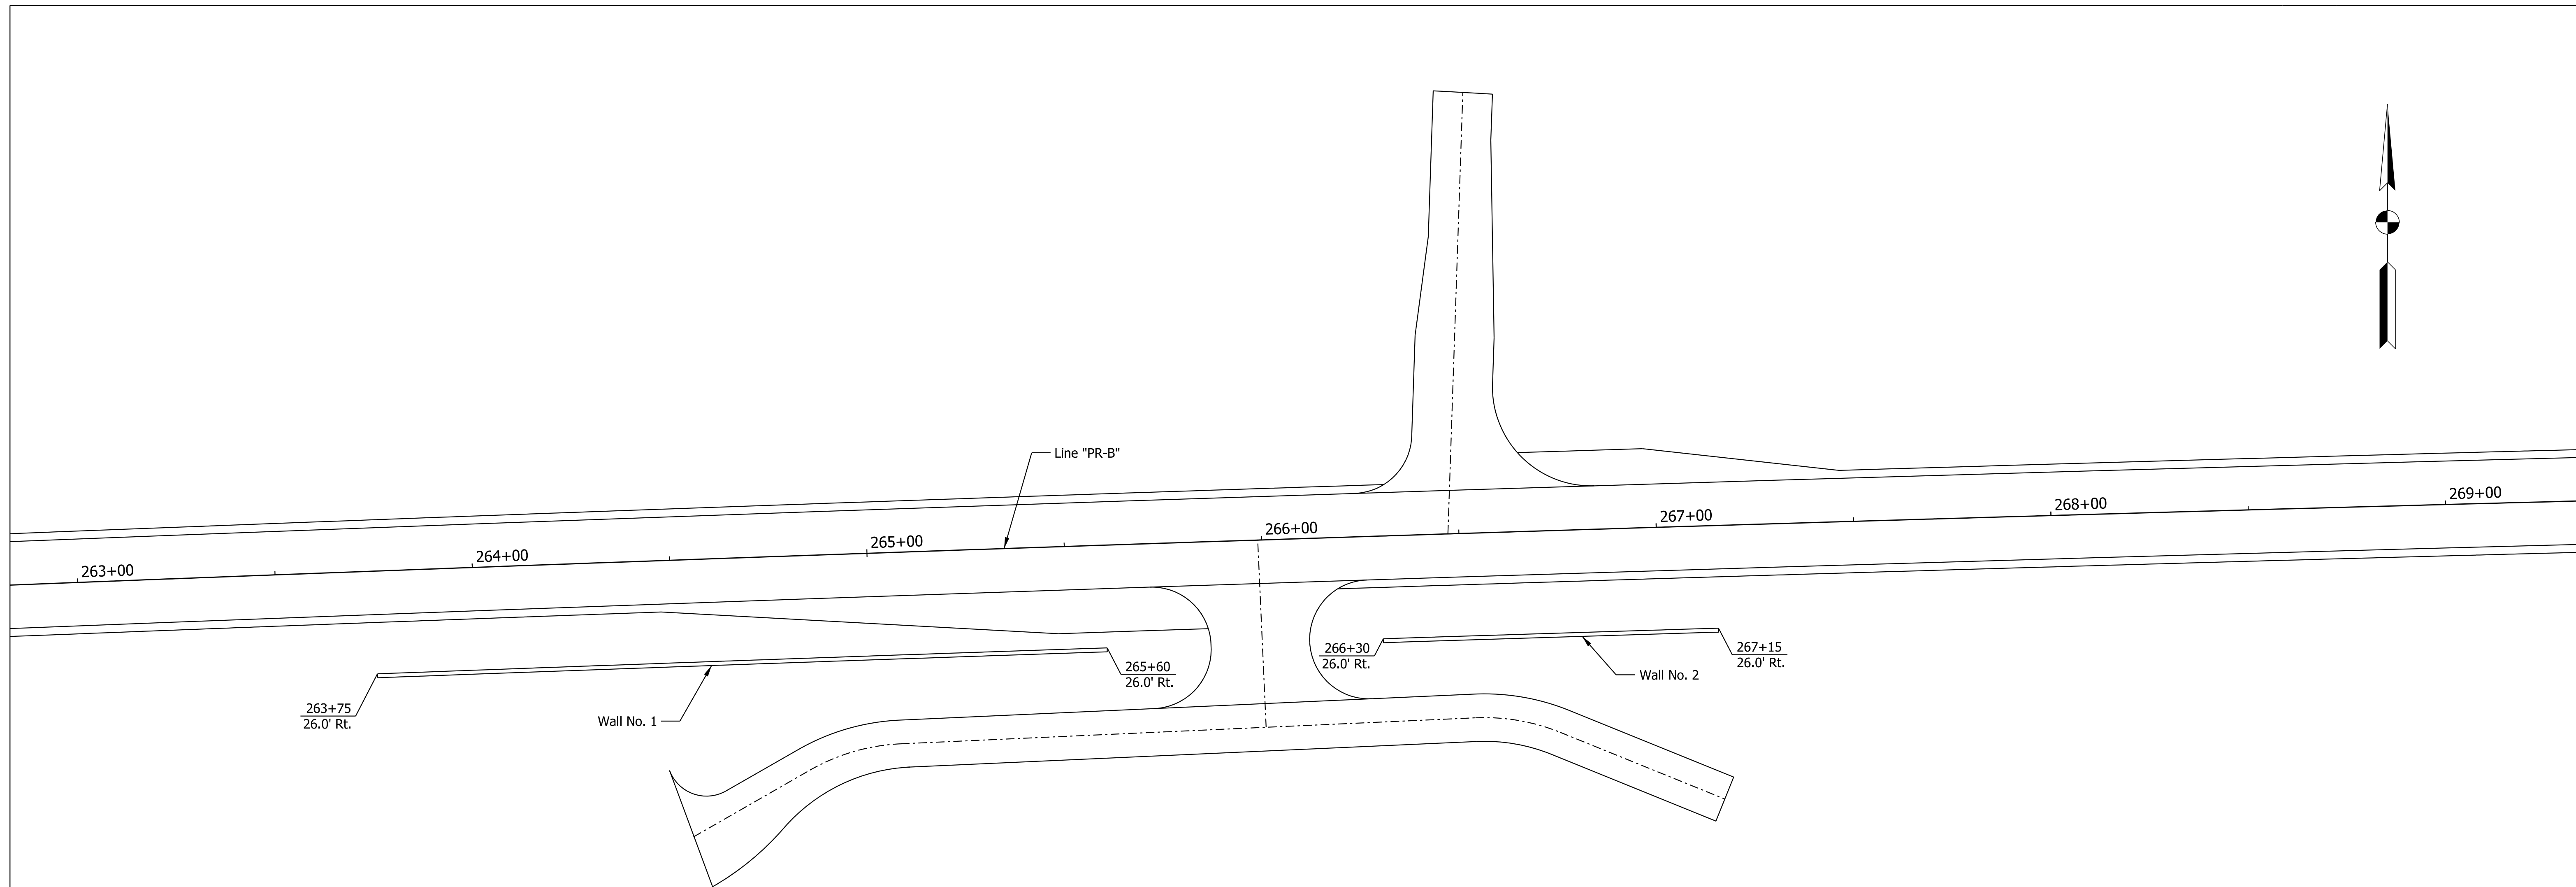 Line "PR-B"
263+00
264+00
265+00
266+00
267+00
268+00
269+00
263+75
26.0' Rt.
Wall No. 1
265+60
26.0' Rt.
266+30
26.0' Rt.
Wall No. 2
267+15
26.0' Rt.